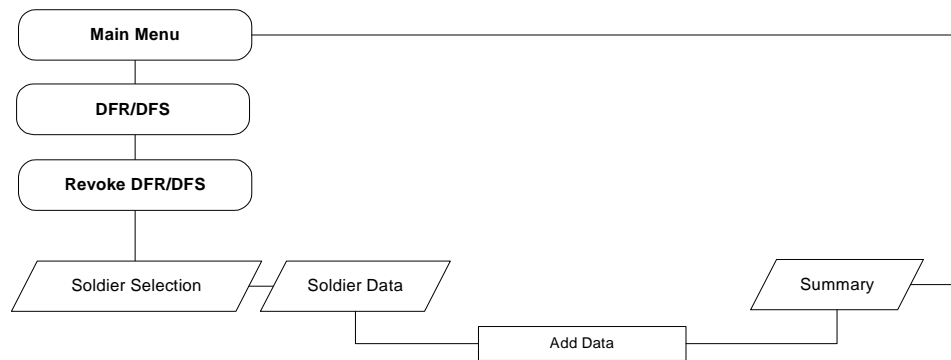 Main Menu
DFR/DFS
Revoke DFR/DFS
Soldier Selection
Soldier Data
Summary
Add Data